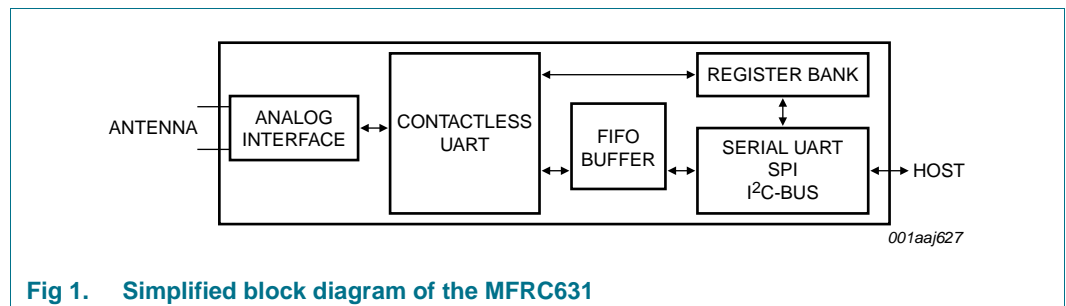 ANTENNA
ANALOG
INTERFACE
CONTACTLESS
UART
FIFO
BUFFER
REGISTER BANK
SERIAL UART
SPI
I²C-BUS
HOST
001aaj627
Fig 1. Simplified block diagram of the MFRC631